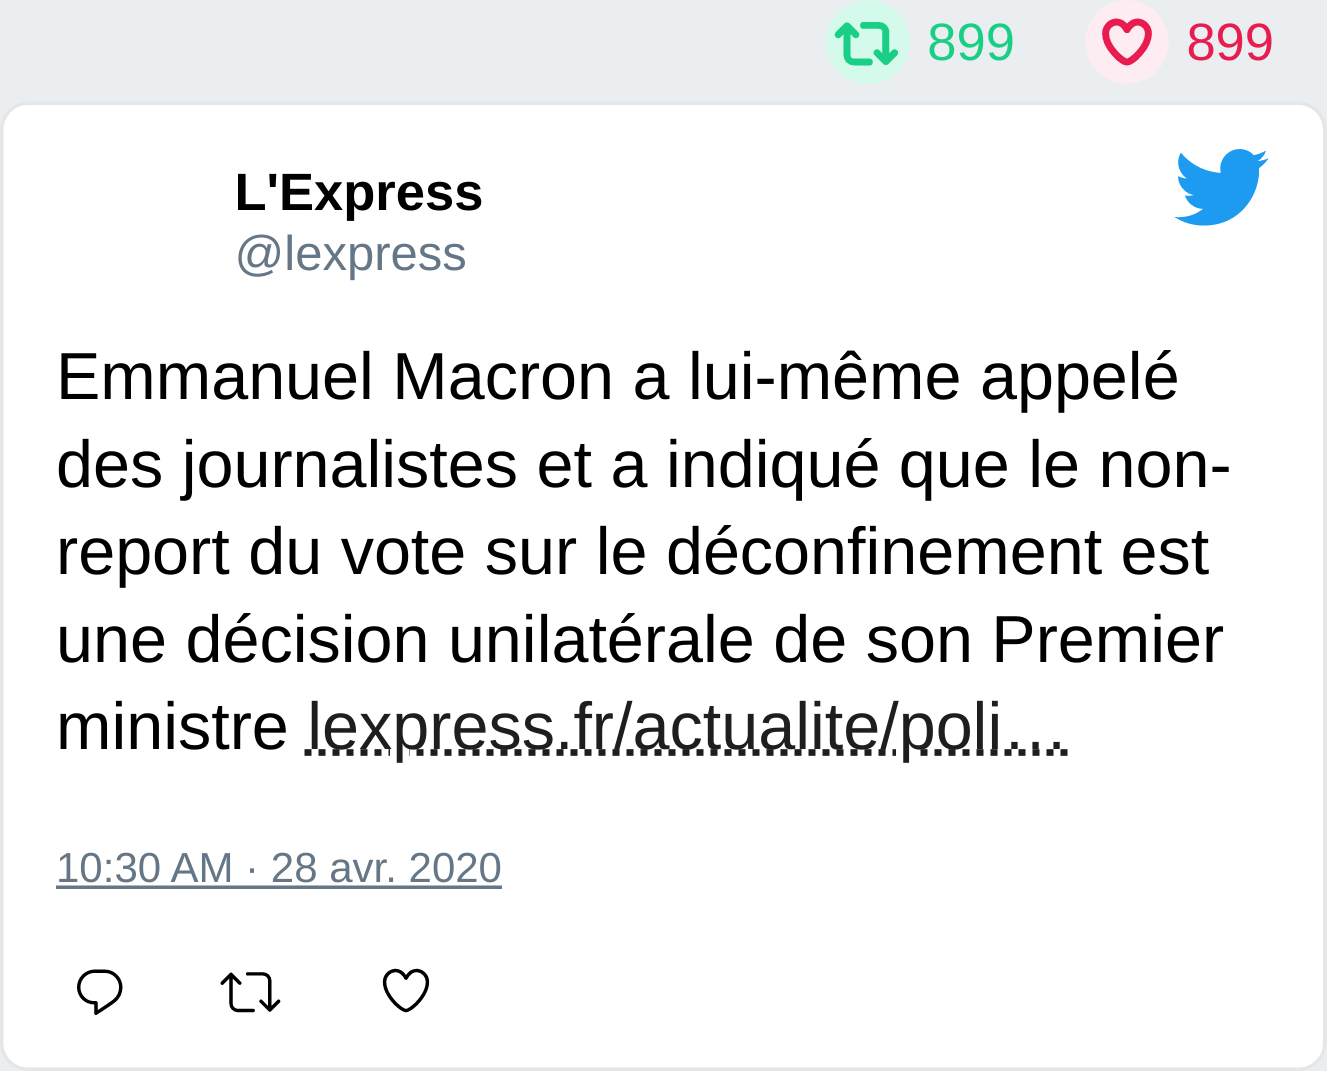 899 899
L'Express
@lexpress
Emmanuel Macron a lui-même appelé
des journalistes et a indiqué que le non-
report du vote sur le déconfinement est
une décision unilatérale de son Premier
ministre lexpress.fr/actualite/poli…
10:30 AM · 28 avr. 2020